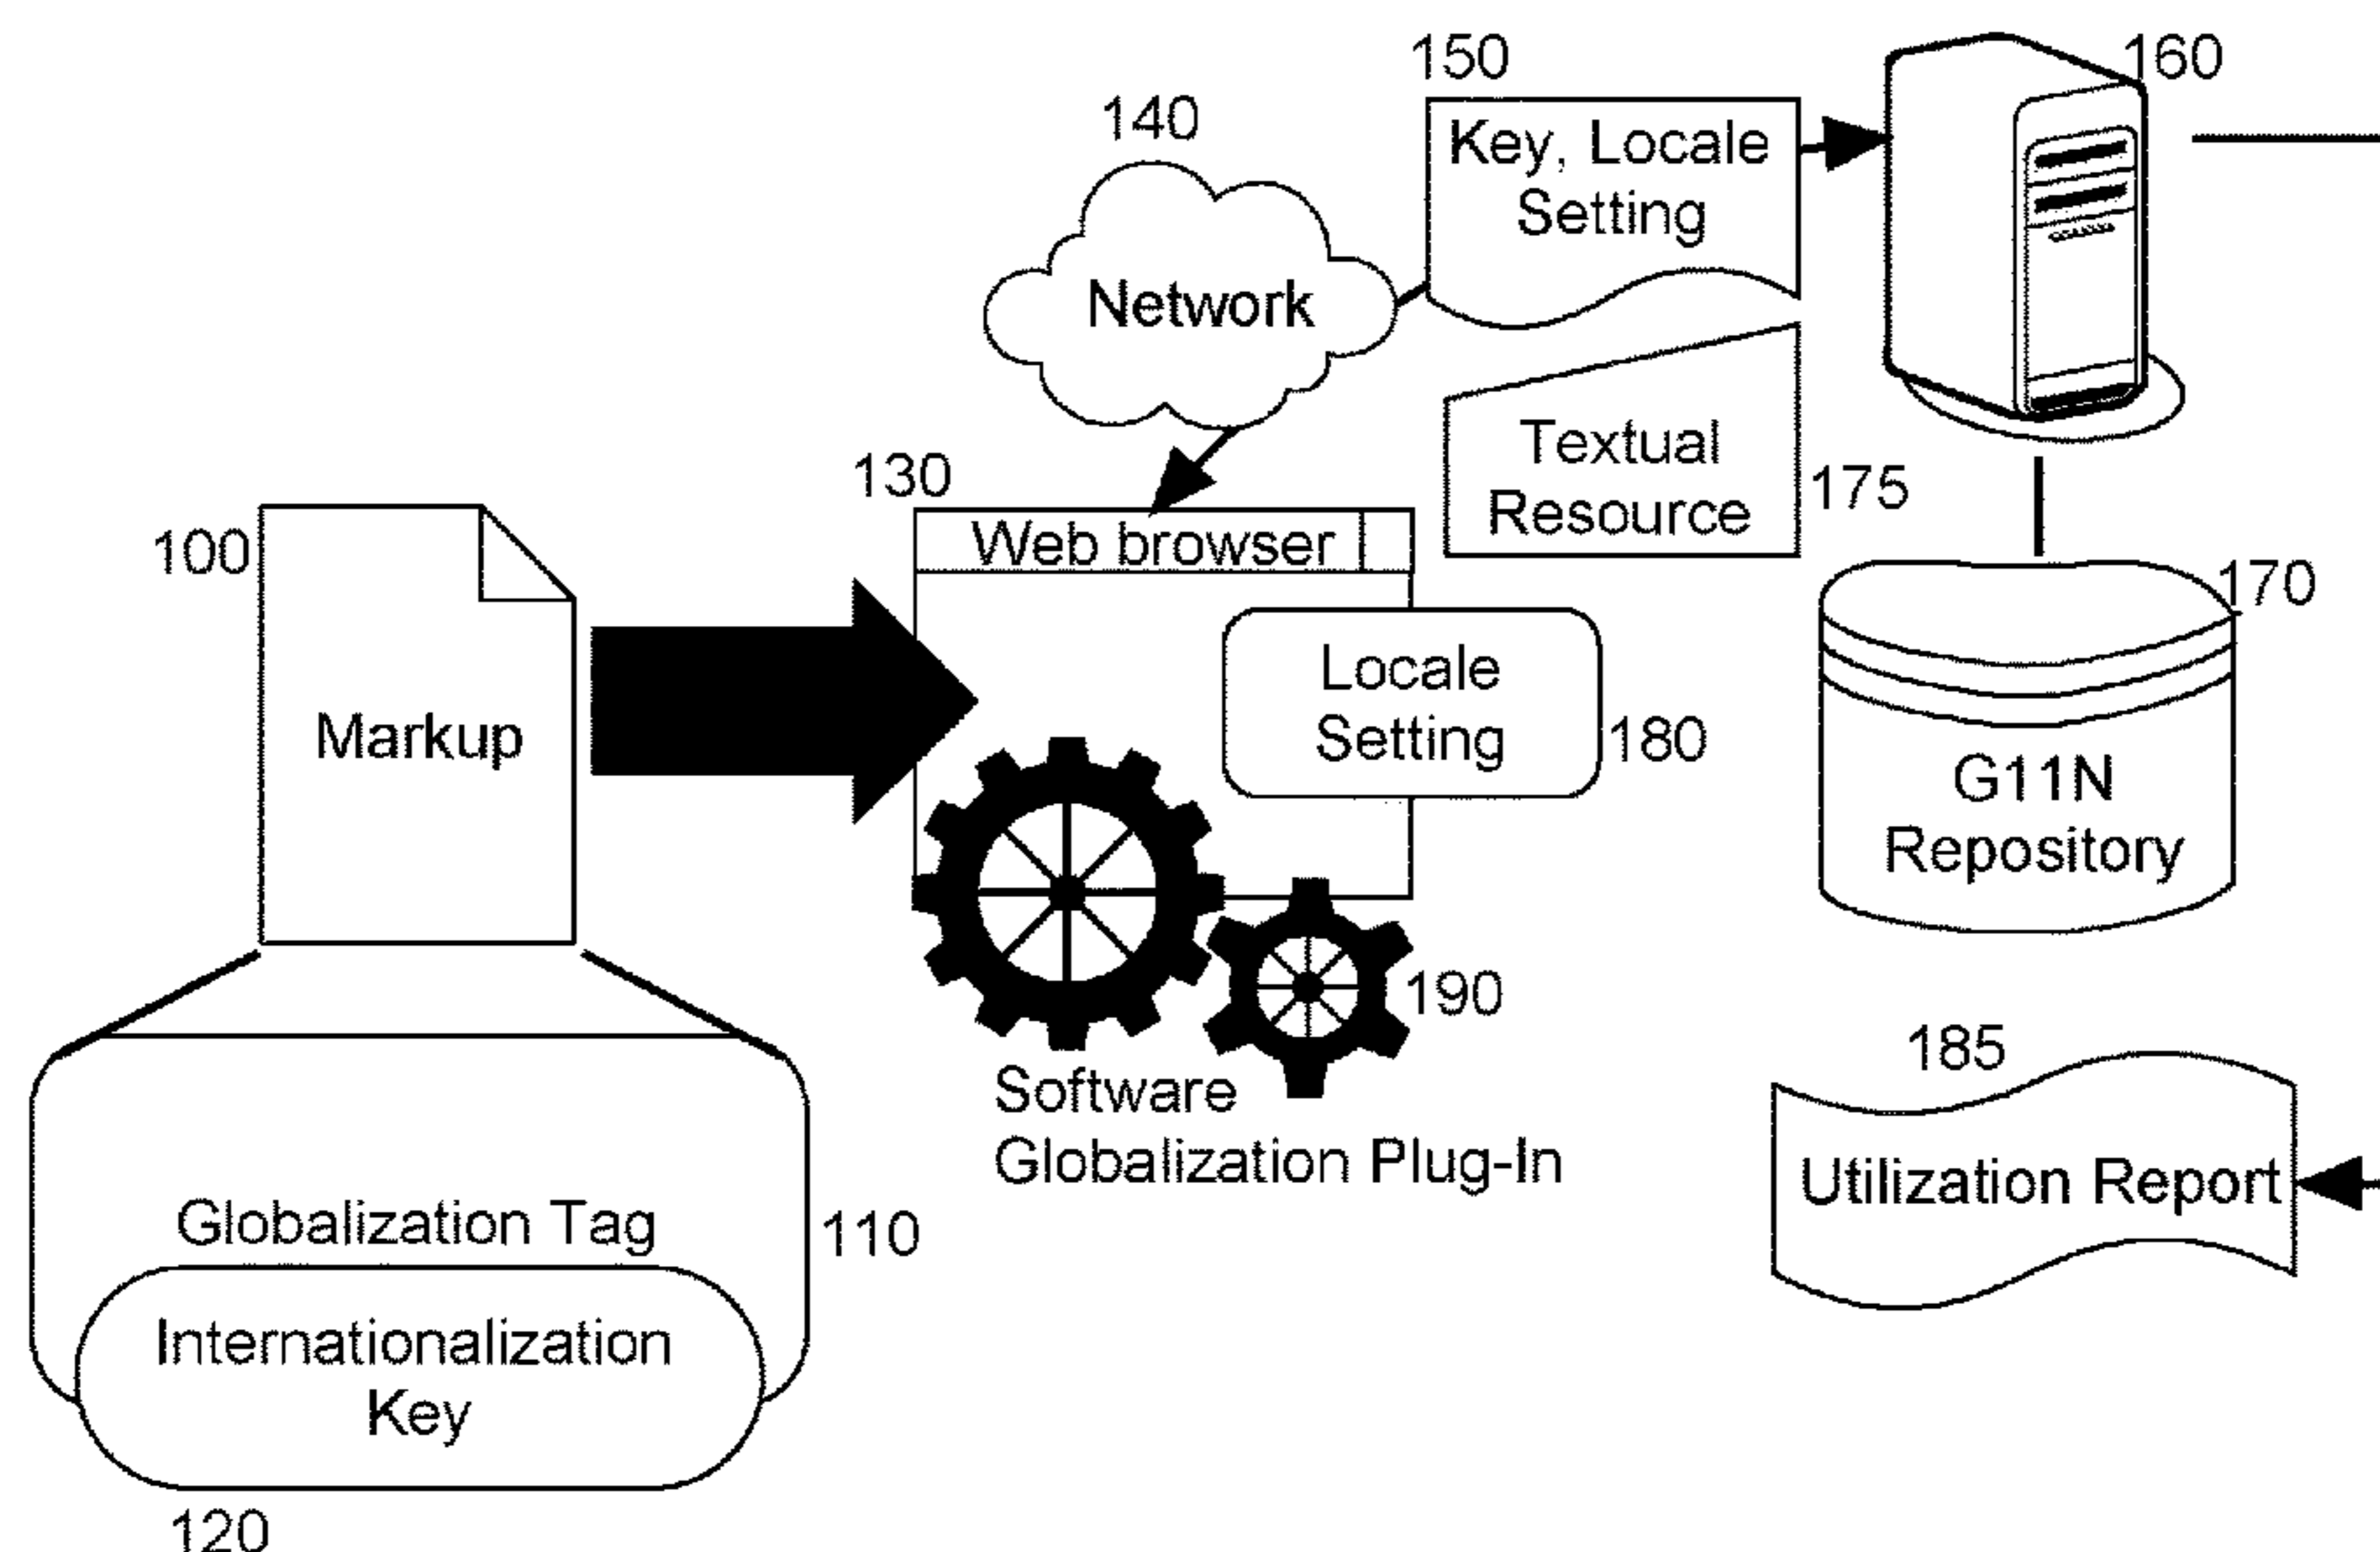 150
160
140
Key, Locale
Setting
Network
Textual
Resource
175
130
Web browser
100
170
Locale
Setting
180
Markup
G11N
Repository
190
Software
Globalization Plug-In
185
Utilization Report
Globalization Tag
110
Internationalization
Key
120